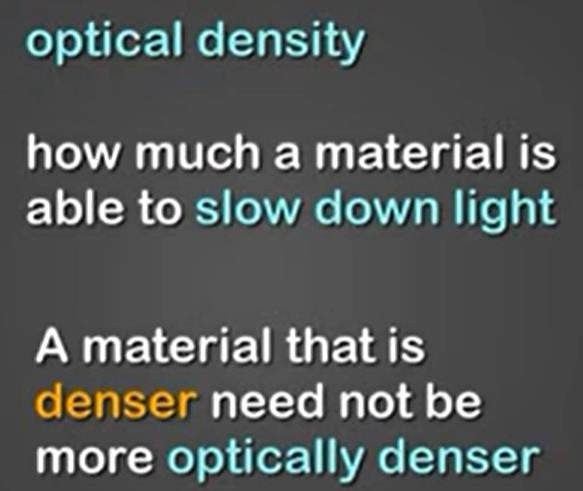 optical density
how much a material is
able to slow down light
A material that is
denser need not be
more optically denser